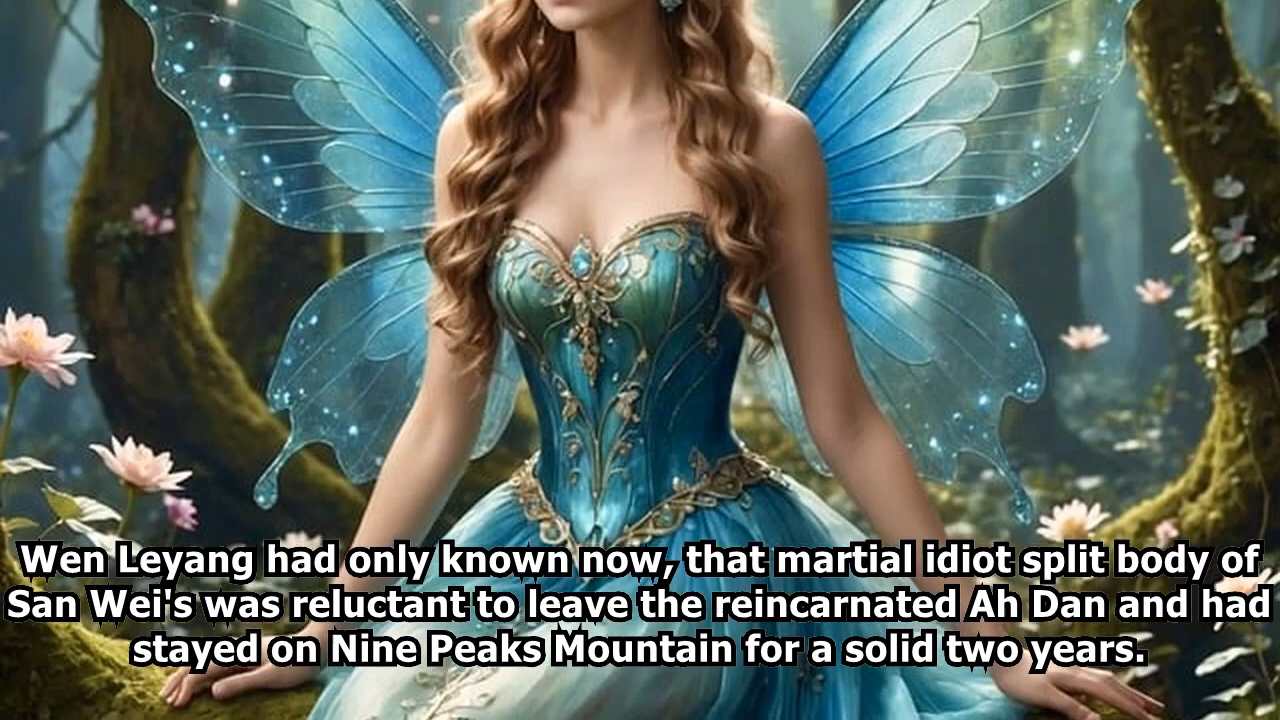 Wen Leyang had only known now, that martial idiot split body of
San Wei's was reluctant to leave the reincarnated Ah Dan and had
stayed on Nine Peaks Mountain for a solid two years.